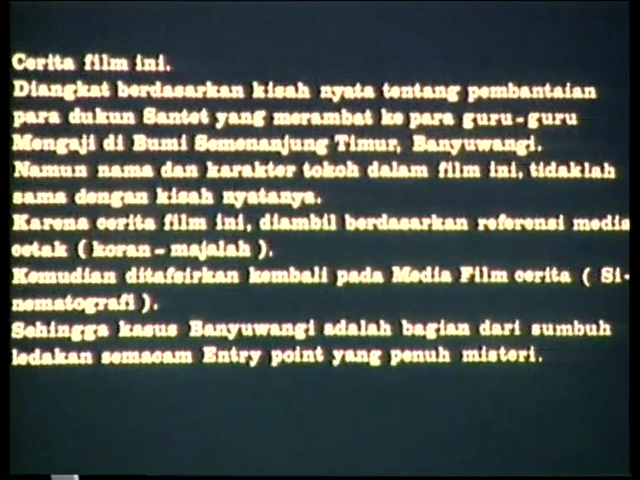 Cerita film ini.
Diangkat berdasarkan kisah nyata tentang pembantaian
para dukun Santet yang merambat ke para guru-guru
Mengaji di Bumi Semenanjung Timur, Banyuwangi.
Namun nama dan karakter tokoh dalam film ini, tidaklah
sama dengan kisah nyatanya.
Karena cerita film ini, diambil berdasarkan referensi media
cetak ( koran-majalah ).
Kemudian ditafsirkan kembali pada Media Film cerita ( Si-
nematografi ).
Sehingga kasus Banyuwangi adalah bagian dari sumbuh
ledakan semacam Entry point yang penuh misteri.